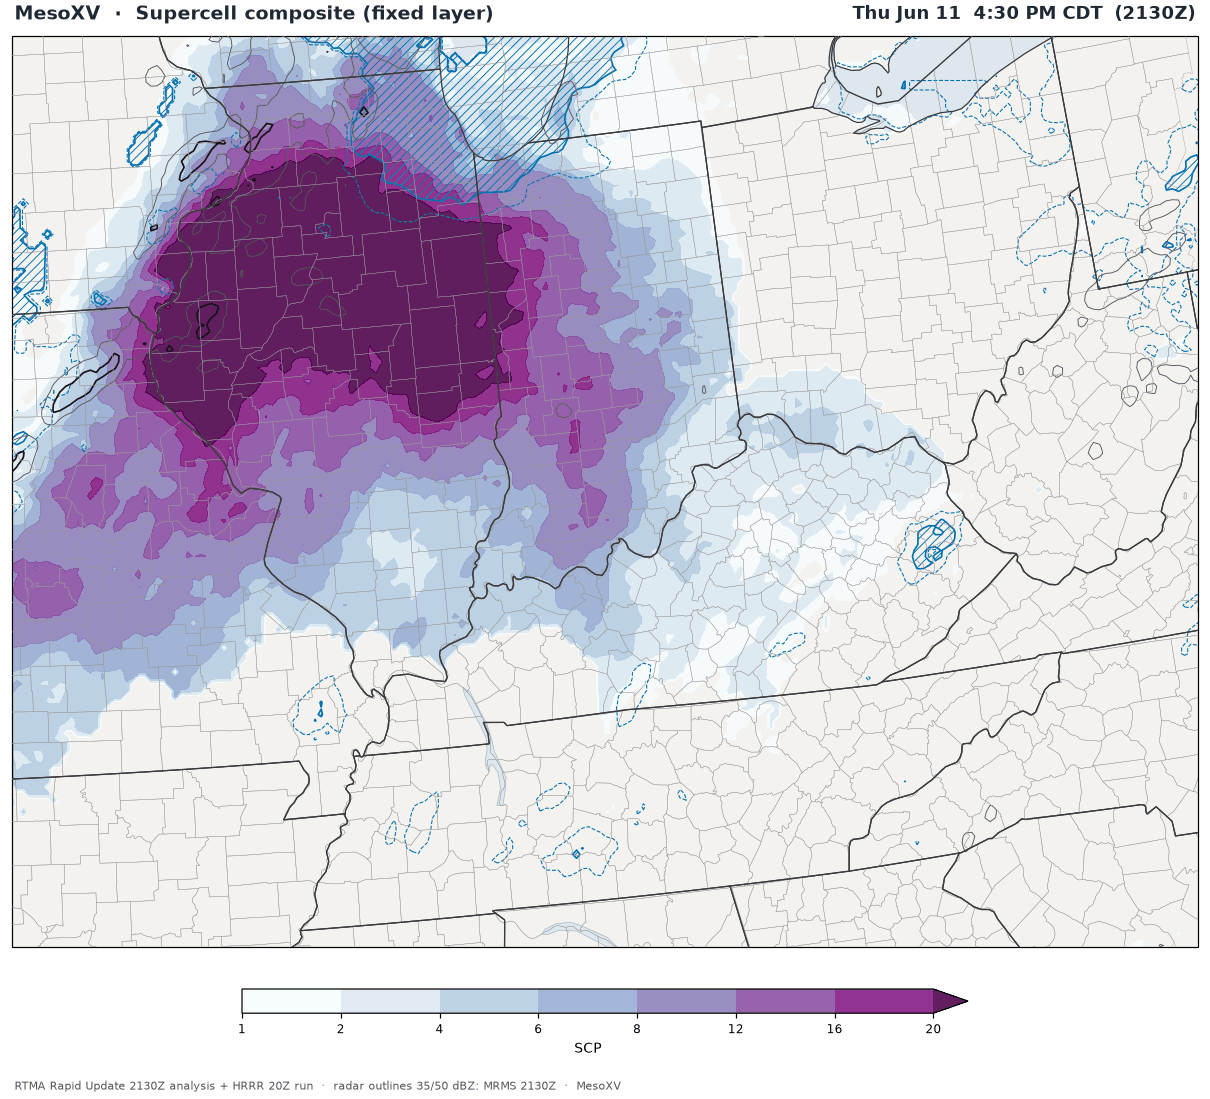 MesoXV · Supercell composite (fixed layer)
Thu Jun 11 4:30 PM CDT (2130Z)
1 2 4 6 8 12 16 20
SCP
RTMA Rapid Update 2130Z analysis + HRRR 20Z run · radar outlines 35/50 dBZ: MRMS 2130Z · MesoXV